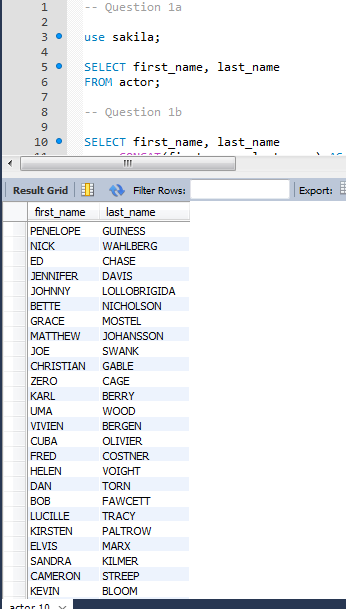 1 -- Question 1a
2
3 use sakila;
4
5 SELECT first_name, last_name
6 FROM actor;
7
8 -- Question 1b
9
10 SELECT first_name, last_name
Result Grid Filter Rows: Export:
first_name last_name
PENELOPE GUINESS
NICK WAHLBERG
ED CHASE
JENNIFER DAVIS
JOHNNY LOLLOBRIGIDA
BETTE NICHOLSON
GRACE MOSTEL
MATTHEW JOHANSSON
JOE SWANK
CHRISTIAN GABLE
ZERO CAGE
KARL BERRY
UMA WOOD
VIVIEN BERGEN
CUBA OLIVIER
FRED COSTNER
HELEN VOIGHT
DAN TORN
BOB FAWCETT
LUCILLE TRACY
KIRSTEN PALTROW
ELVIS MARX
SANDRA KILMER
CAMERON STREEP
KEVIN BLOOM
actor 10